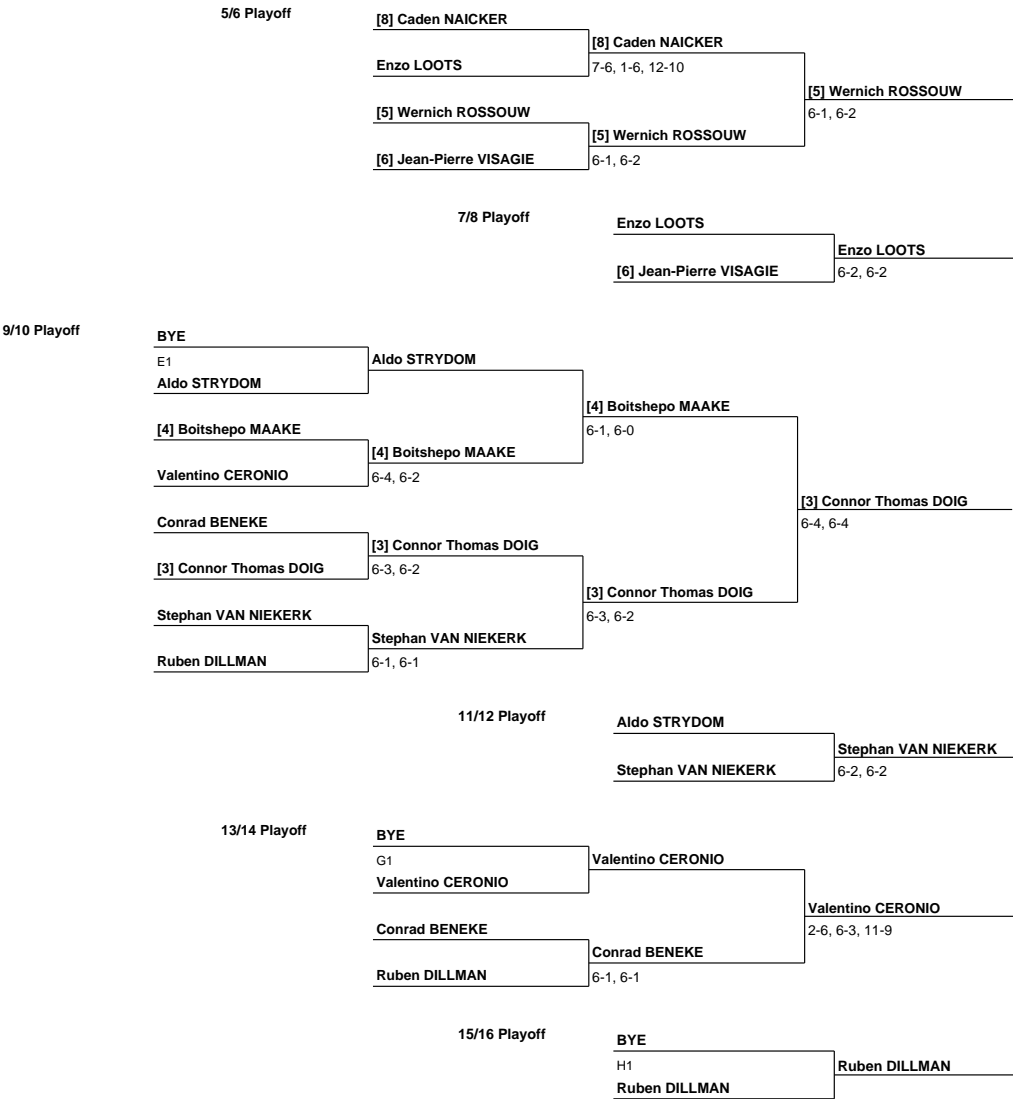 5/6 Playoff
[8] Caden NAICKER
[8] Caden NAICKER
Enzo LOOTS
7-6, 1-6, 12-10
[5] Wernich ROSSOUW
[5] Wernich ROSSOUW
6-1, 6-2
[5] Wernich ROSSOUW
[6] Jean-Pierre VISAGIE
6-1, 6-2
7/8 Playoff
Enzo LOOTS
Enzo LOOTS
[6] Jean-Pierre VISAGIE
6-2, 6-2
9/10 Playoff
BYE
E1
Aldo STRYDOM
Aldo STRYDOM
[4] Boitshepo MAAKE
[4] Boitshepo MAAKE
6-1, 6-0
[4] Boitshepo MAAKE
Valentino CERONIO
6-4, 6-2
[3] Connor Thomas DOIG
Conrad BENEKE
6-4, 6-4
[3] Connor Thomas DOIG
[3] Connor Thomas DOIG
6-3, 6-2
[3] Connor Thomas DOIG
Stephan VAN NIEKERK
6-3, 6-2
Stephan VAN NIEKERK
Ruben DILLMAN
6-1, 6-1
11/12 Playoff
Aldo STRYDOM
Stephan VAN NIEKERK
Stephan VAN NIEKERK
6-2, 6-2
13/14 Playoff
BYE
G1
Valentino CERONIO
Valentino CERONIO
Valentino CERONIO
Conrad BENEKE
2-6, 6-3, 11-9
Conrad BENEKE
Ruben DILLMAN
6-1, 6-1
15/16 Playoff
BYE
H1
Ruben DILLMAN
Ruben DILLMAN